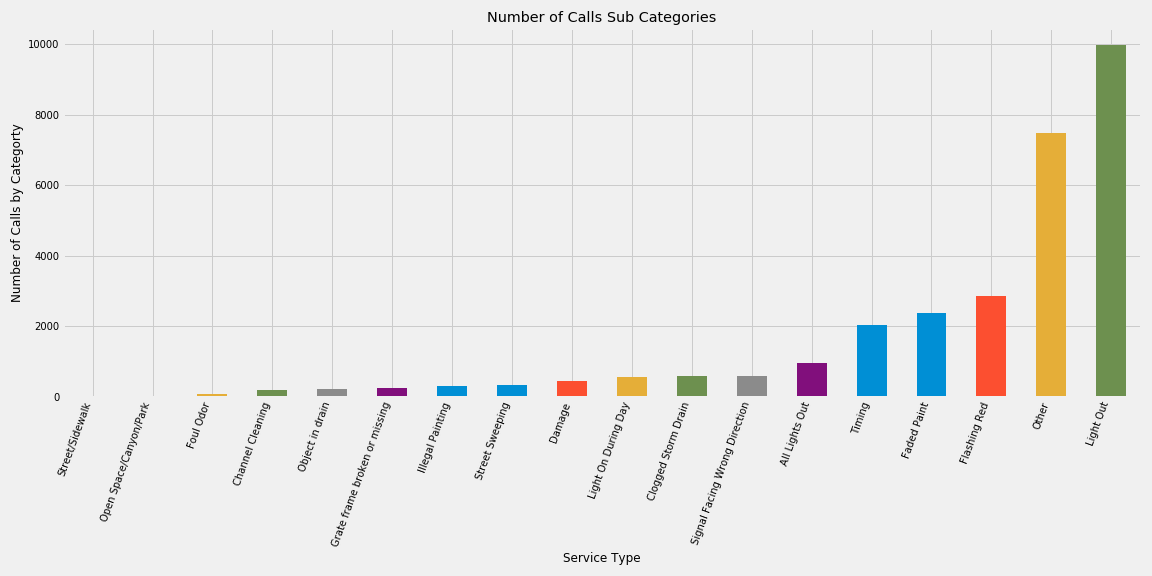 Number of Calls Sub Categories
Number of Calls by Categorty
10000
8000
6000
4000
2000
0
Street/Sidewalk
Open Space/Canyon/Park
Foul Odor
Channel Cleaning
Object in drain
Grate frame broken or missing
Illegal Painting
Street Sweeping
Damage
Light On During Day
Clogged Storm Drain
Signal Facing Wrong Direction
All Lights Out
Timing
Faded Paint
Flashing Red
Other
Light Out
Service Type